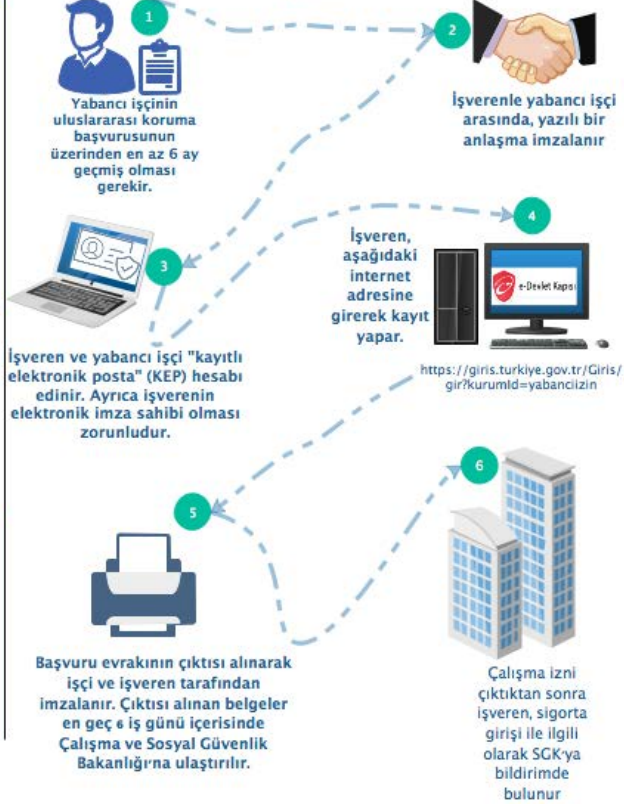 1
Yabancı işçinin
uluslararası koruma
başvurusunun
üzerinden en az 6 ay
geçmiş olması
gerekir.
2
İşverenle yabancı işçi
arasında, yazılı bir
anlaşma imzalanır
3
İşveren ve yabancı işçi "kayıtlı
elektronik posta" (KEP) hesabı
edinir. Ayrıca işverenin
elektronik imza sahibi olması
zorunludur.
4
İşveren,
aşağıdaki
internet
adresine
girerek kayıt
yapar.
e-Devlet Kapısı
https://giris.turkiye.gov.tr/Giris/
gir?kurumId=yabanciizin
5
Başvuru evrakının çıktısı alınarak
işçi ve işveren tarafından
imzalanır. Çıktısı alınan belgeler
en geç 6 iş günü içerisinde
Çalışma ve Sosyal Güvenlik
Bakanlığı'na ulaştırılır.
6
Çalışma izni
çıktıktan sonra
işveren, sigorta
girişi ile ilgili
olarak SGK'ya
bildirimde
bulunur